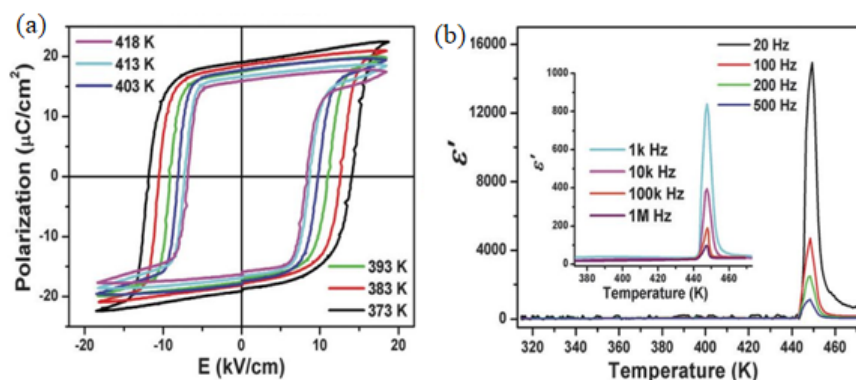 (a)
20
10
0
-10
-20
Polarization (μC/cm²)
418 K
413 K
403 K
393 K
383 K
373 K
-20 -10 0 10 20
E (kV/cm)
(b)
16000
12000
8000
4000
0
ε'
20 Hz
100 Hz
200 Hz
500 Hz
1000
800
600
400
200
0
ε'
1k Hz
10k Hz
100k Hz
1M Hz
380 400 420 440 460
Temperature (K)
320 340 360 380 400 420 440 460
Temperature (K)